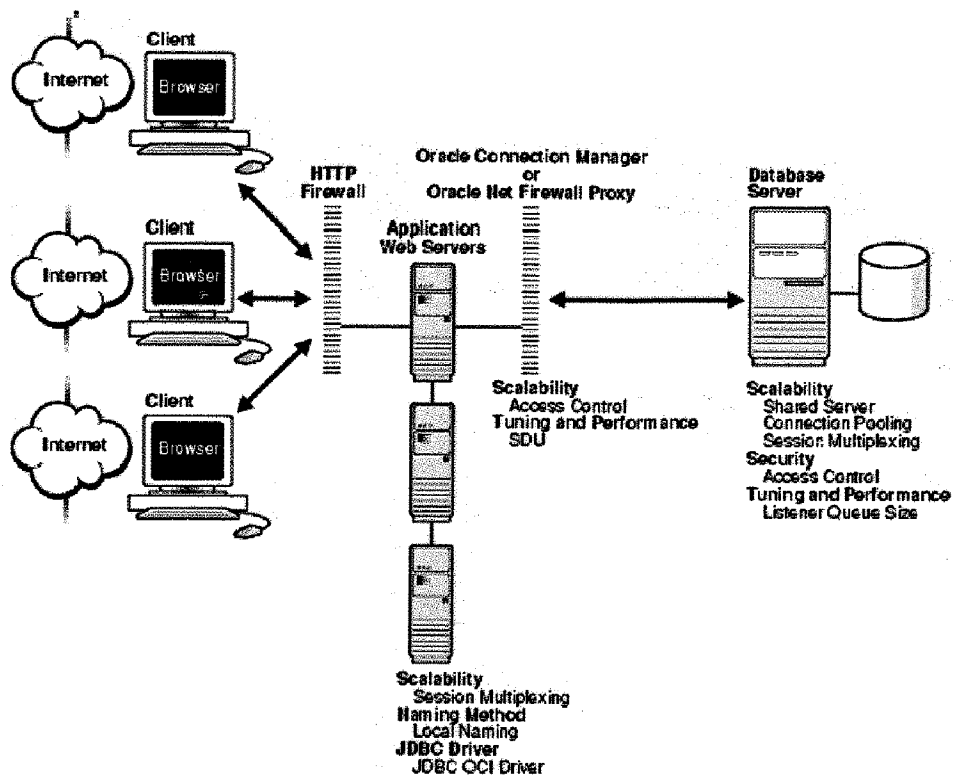 Client
Internet
Browser
Oracle Connection Manager
or
Oracle Net Firewall Proxy
HTTP
Firewall
Database
Server
Client
Application
Web Servers
Internet
Browser
Client
Internet
Browser
Scalability
Access Control
Tuning and Performance
SDU
Scalability
Shared Server
Connection Pooling
Session Multiplexing
Security
Access Control
Tuning and Performance
Listener Queue Size
Scalability
Session Multiplexing
Naming Method
Local Naming
JDBC Driver
JDBC OCI Driver